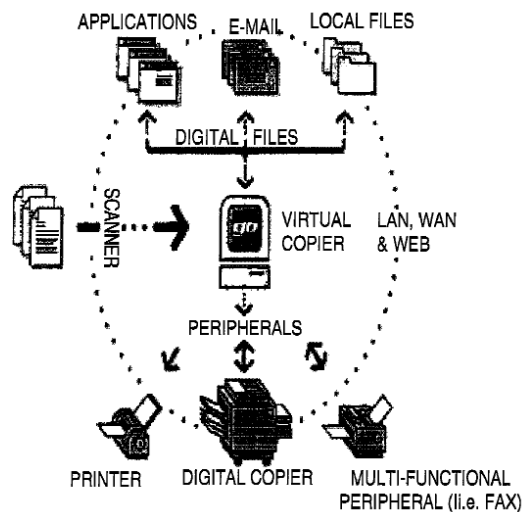 APPLICATIONS
E-MAIL
LOCAL FILES
DIGITAL FILES
SCANNER
go
VIRTUAL
COPIER
LAN, WAN
& WEB
PERIPHERALS
PRINTER
DIGITAL COPIER
MULTI-FUNCTIONAL
PERIPHERAL (Ii.e. FAX)